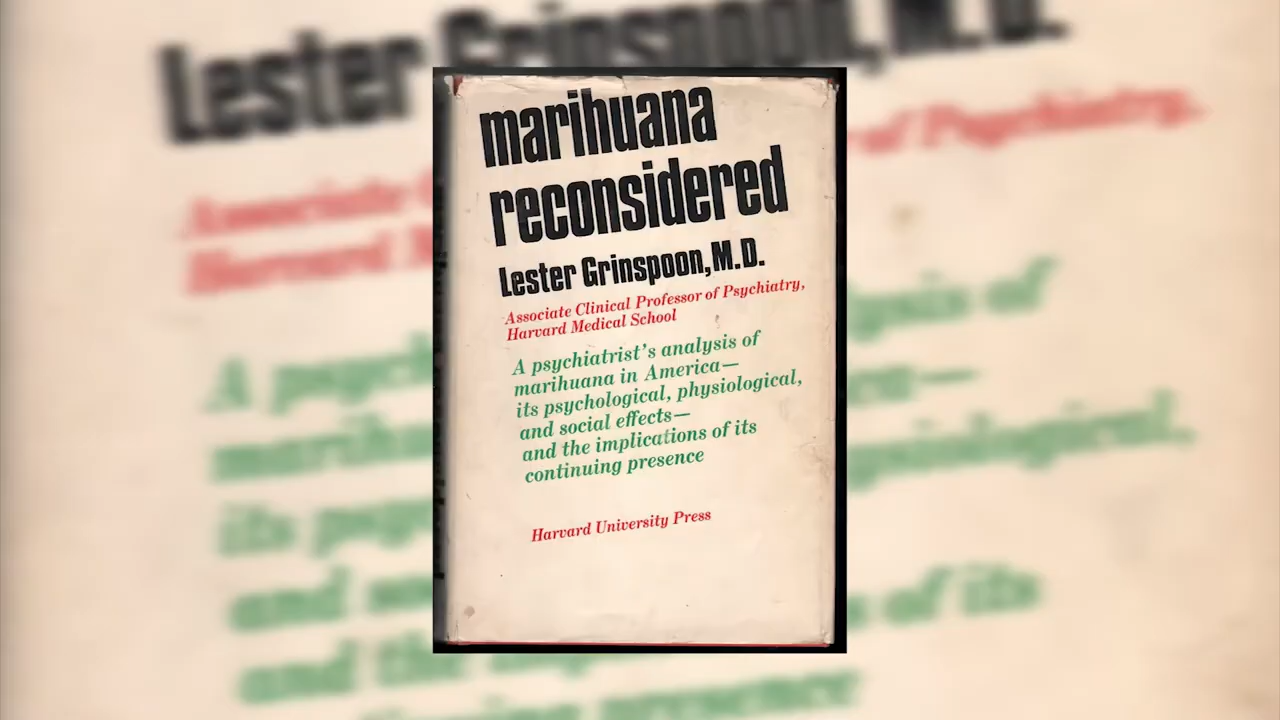 marihuana
reconsidered
Lester Grinspoon, M.D.
Associate Clinical Professor of Psychiatry,
Harvard Medical School
A psychiatrist's analysis of
marihuana in America—
its psychological, physiological,
and social effects—
and the implications of its
continuing presence
Harvard University Press